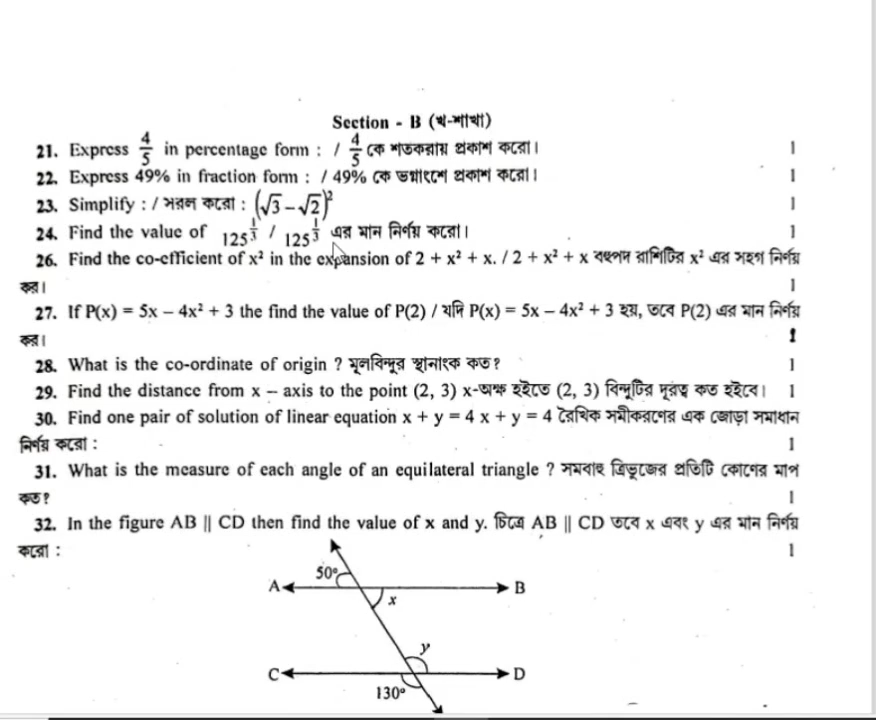 Section - B (খ-শাখা)
21. Express 4/5 in percentage form : / 4/5 কে শতকরায় প্রকাশ করো। 1
22. Express 49% in fraction form : / 49% কে ভগ্নাংশে প্রকাশ করো। 1
23. Simplify : / সরল করো : (√3 – √2)² 1
24. Find the value of 125^(1/3) / 125^(1/3) এর মান নির্ণয় করো। 1
26. Find the co-efficient of x² in the expansion of 2 + x² + x. / 2 + x² + x বহুপদ রাশিটির x² এর সহগ নির্ণয়
কর। 1
27. If P(x) = 5x – 4x² + 3 the find the value of P(2) / যদি P(x) = 5x – 4x² + 3 হয়, তবে P(2) এর মান নির্ণয়
কর। 1
28. What is the co-ordinate of origin ? মূলবিন্দুর স্থানাংক কত? 1
29. Find the distance from x – axis to the point (2, 3) x-অক্ষ হইতে (2, 3) বিন্দুটির দূরত্ব কত হইবে। 1
30. Find one pair of solution of linear equation x + y = 4 x + y = 4 রৈখিক সমীকরণের এক জোড়া সমাধান
নির্ণয় করো : 1
31. What is the measure of each angle of an equilateral triangle ? সমবাহু ত্রিভুজের প্রতিটি কোণের মাপ
কত? 1
32. In the figure AB || CD then find the value of x and y. চিত্রে AB || CD তবে x এবং y এর মান নির্ণয়
করো : 1
50°
A B
x
y
C D
130°